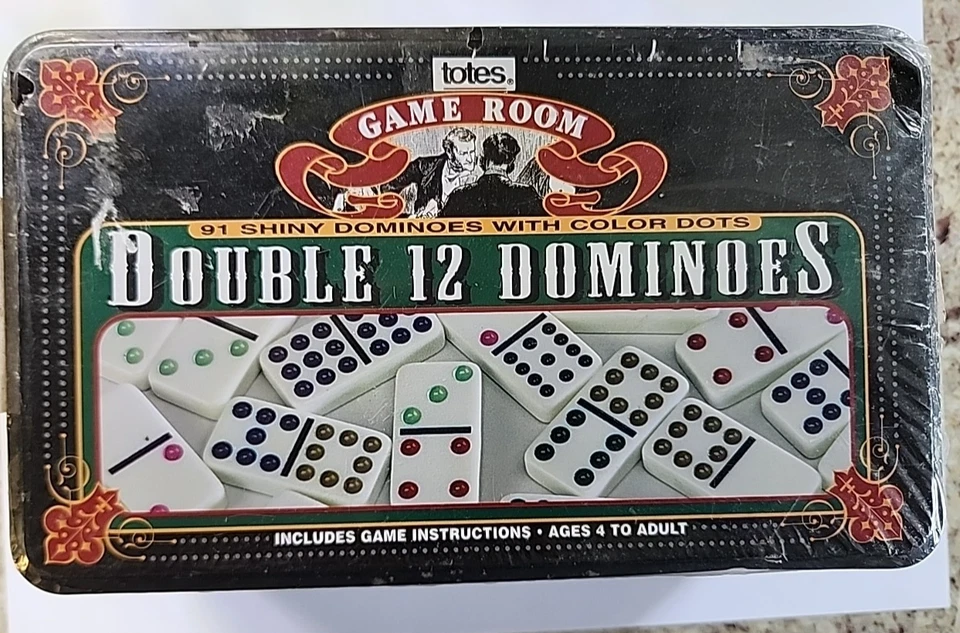 totes®
GAME ROOM
91 SHINY DOMINOES WITH COLOR DOTS
DOUBLE 12 DOMINOES
INCLUDES GAME INSTRUCTIONS • AGES 4 TO ADULT